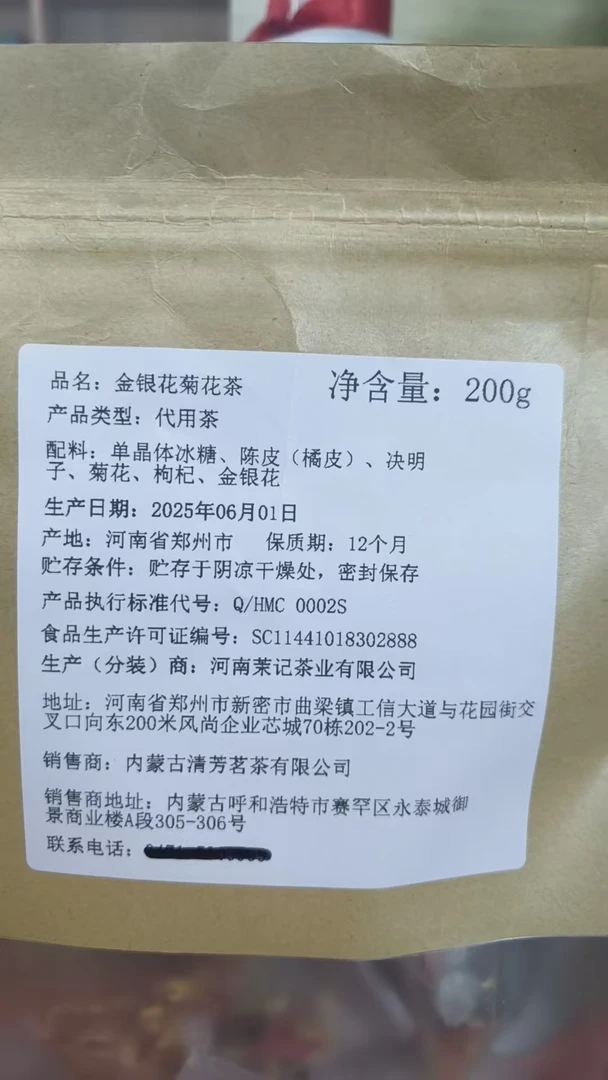 品名：金银花菊花茶
净含量：200g
产品类型：代用茶
配料：单晶体冰糖、陈皮（橘皮）、决明
子、菊花、枸杞、金银花
生产日期：2025年06月01日
产地：河南省郑州市 保质期：12个月
贮存条件：贮存于阴凉干燥处，密封保存
产品执行标准代号：Q/HMC 0002S
食品生产许可证编号：SC11441018302888
生产（分装）商：河南茉记茶业有限公司
地址：河南省郑州市新密市曲梁镇工信大道与花园街交
叉口向东200米风尚企业芯城70栋202-2号
销售商：内蒙古清芳茗茶有限公司
销售商地址：内蒙古呼和浩特市赛罕区永泰城御
景商业楼A段305-306号
联系电话：